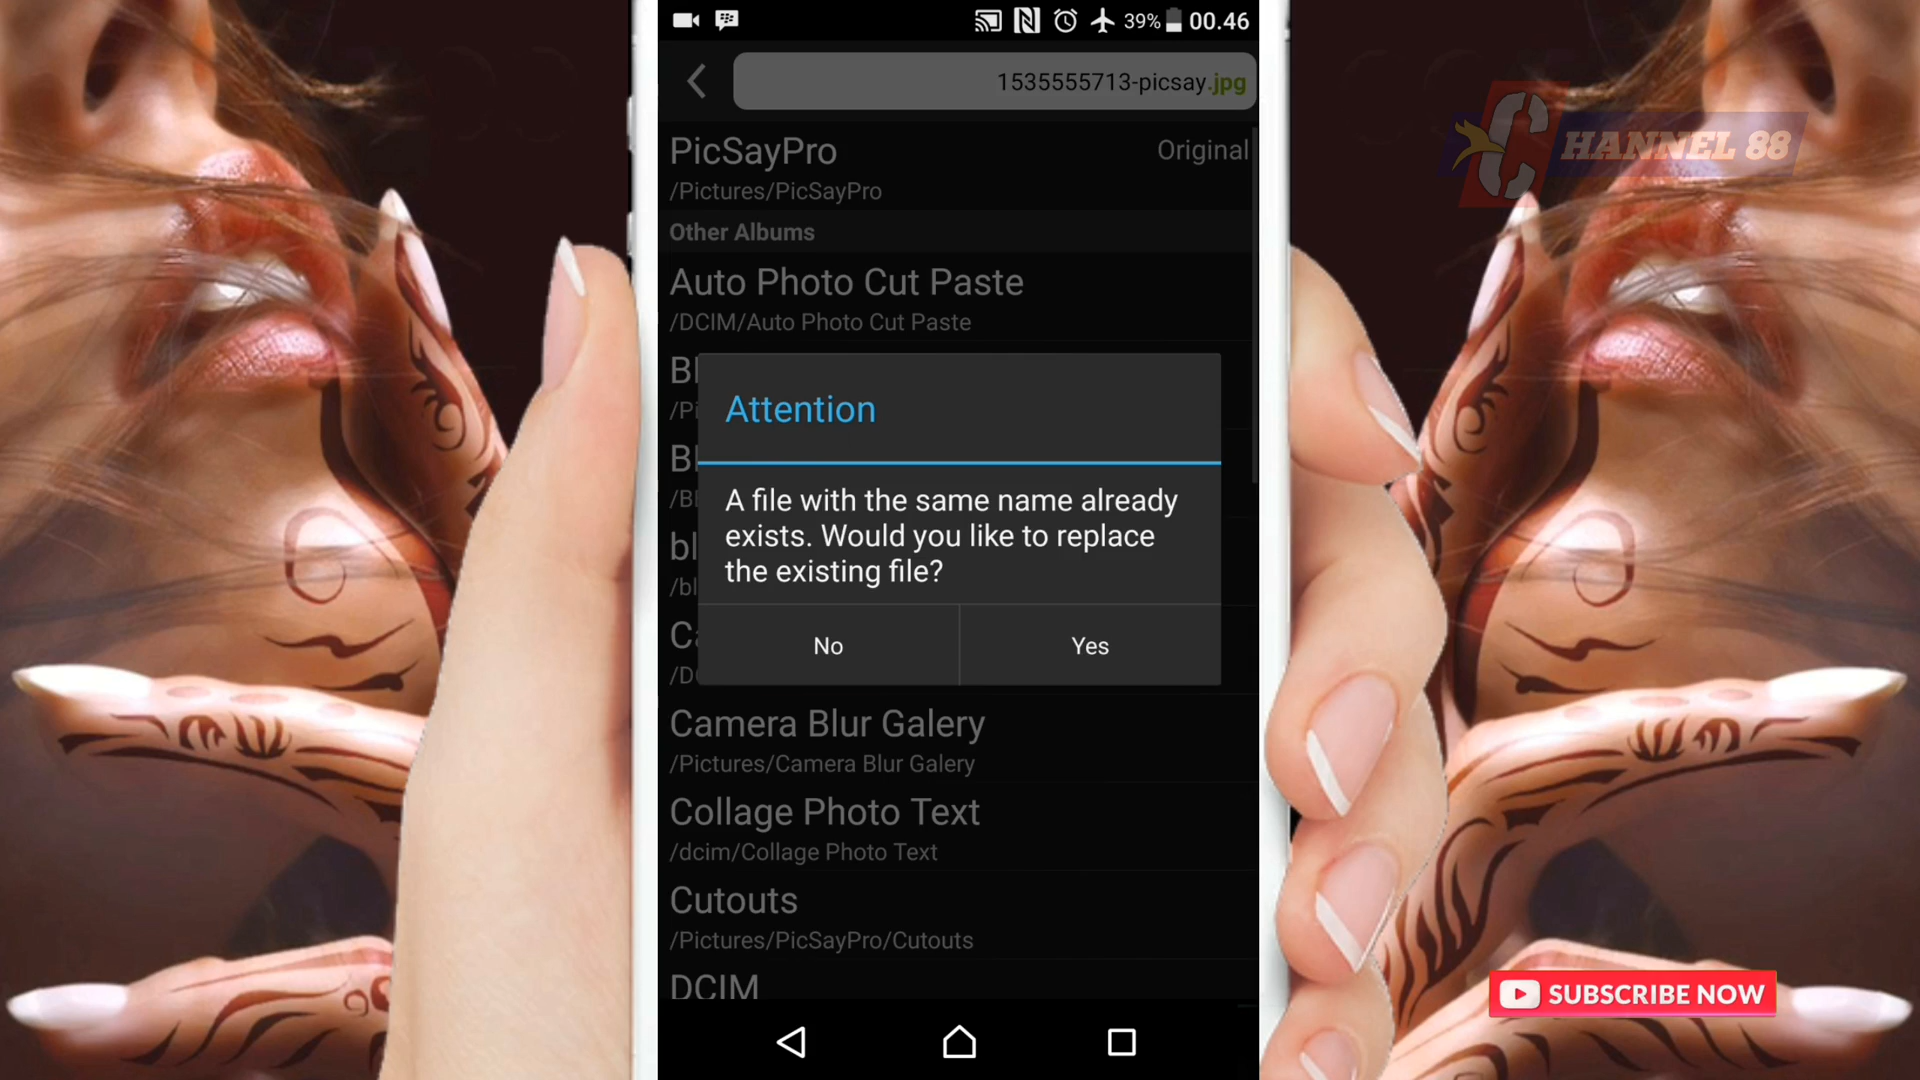 39% 00.46
1535555713-picsay.jpg
PicSayPro Original
/Pictures/PicSayPro
Other Albums
Auto Photo Cut Paste
/DCIM/Auto Photo Cut Paste
Attention
A file with the same name already
exists. Would you like to replace
the existing file?
No Yes
Camera Blur Galery
/Pictures/Camera Blur Galery
Collage Photo Text
/dcim/Collage Photo Text
Cutouts
/Pictures/PicSayPro/Cutouts
DCIM
CHANNEL 88
SUBSCRIBE NOW